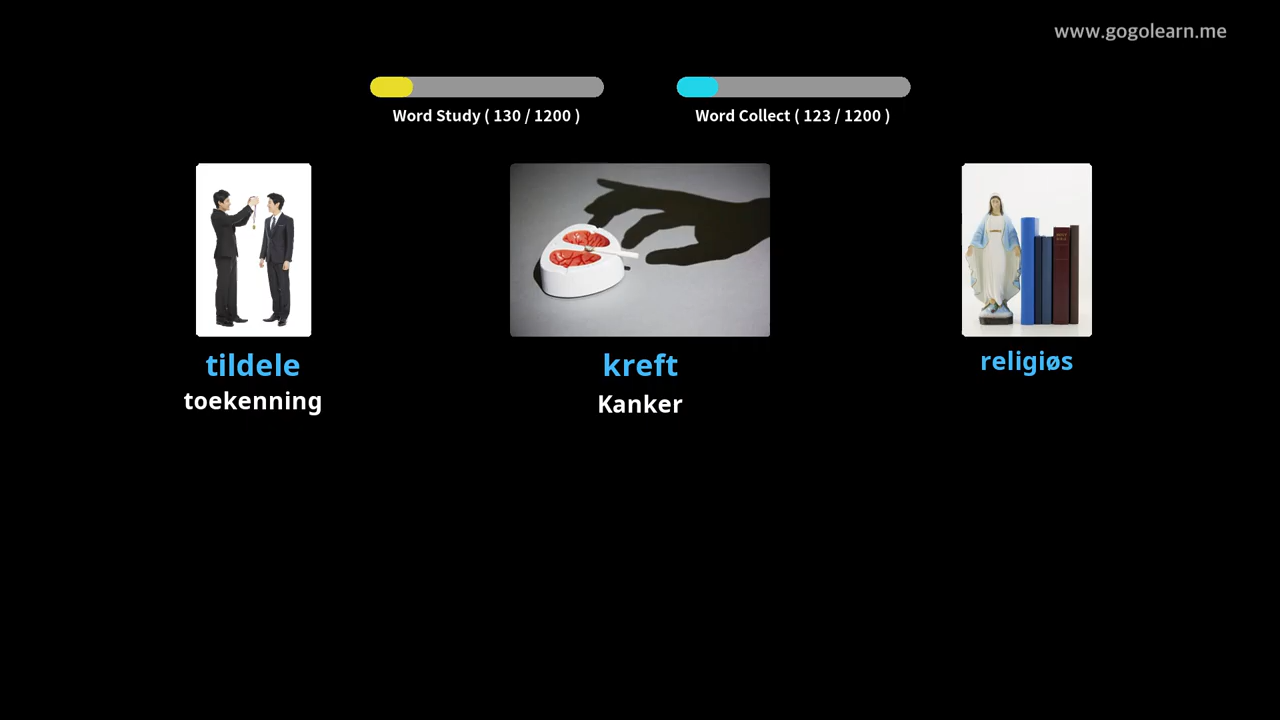 www.gogolearn.me
Word Study ( 130 / 1200 )
Word Collect ( 123 / 1200 )
tildele
toekenning
kreft
Kanker
religiøs